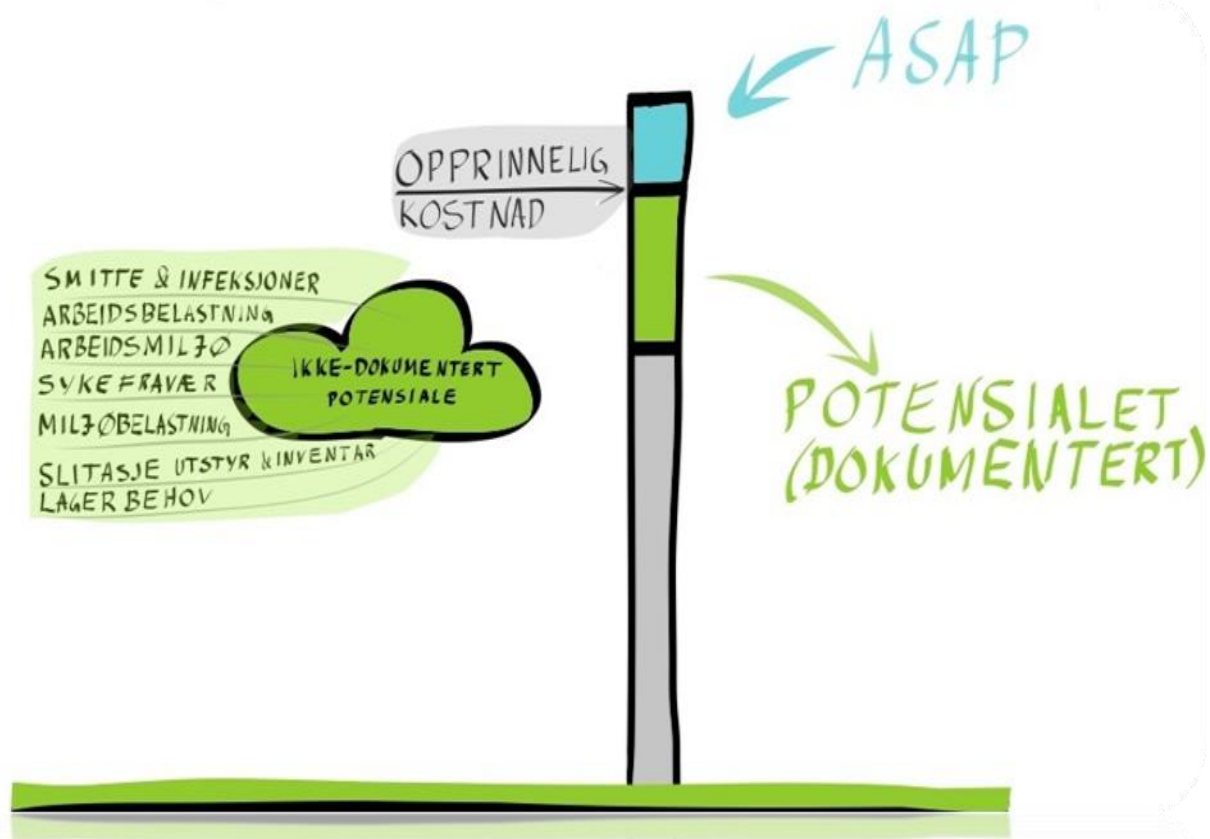 ASAP
OPPRINNELIG
KOSTNAD
SMITTE & INFEKSJONER
ARBEIDSBELASTNING
ARBEIDSMILJØ
SYKEFRAVÆR
MILJØBELASTNING
SLITASJE UTSTYR & INVENTAR
LAGER BEHOV
IKKE-DOKUMENTERT
POTENSIALE
POTENSIALET
(DOKUMENTERT)